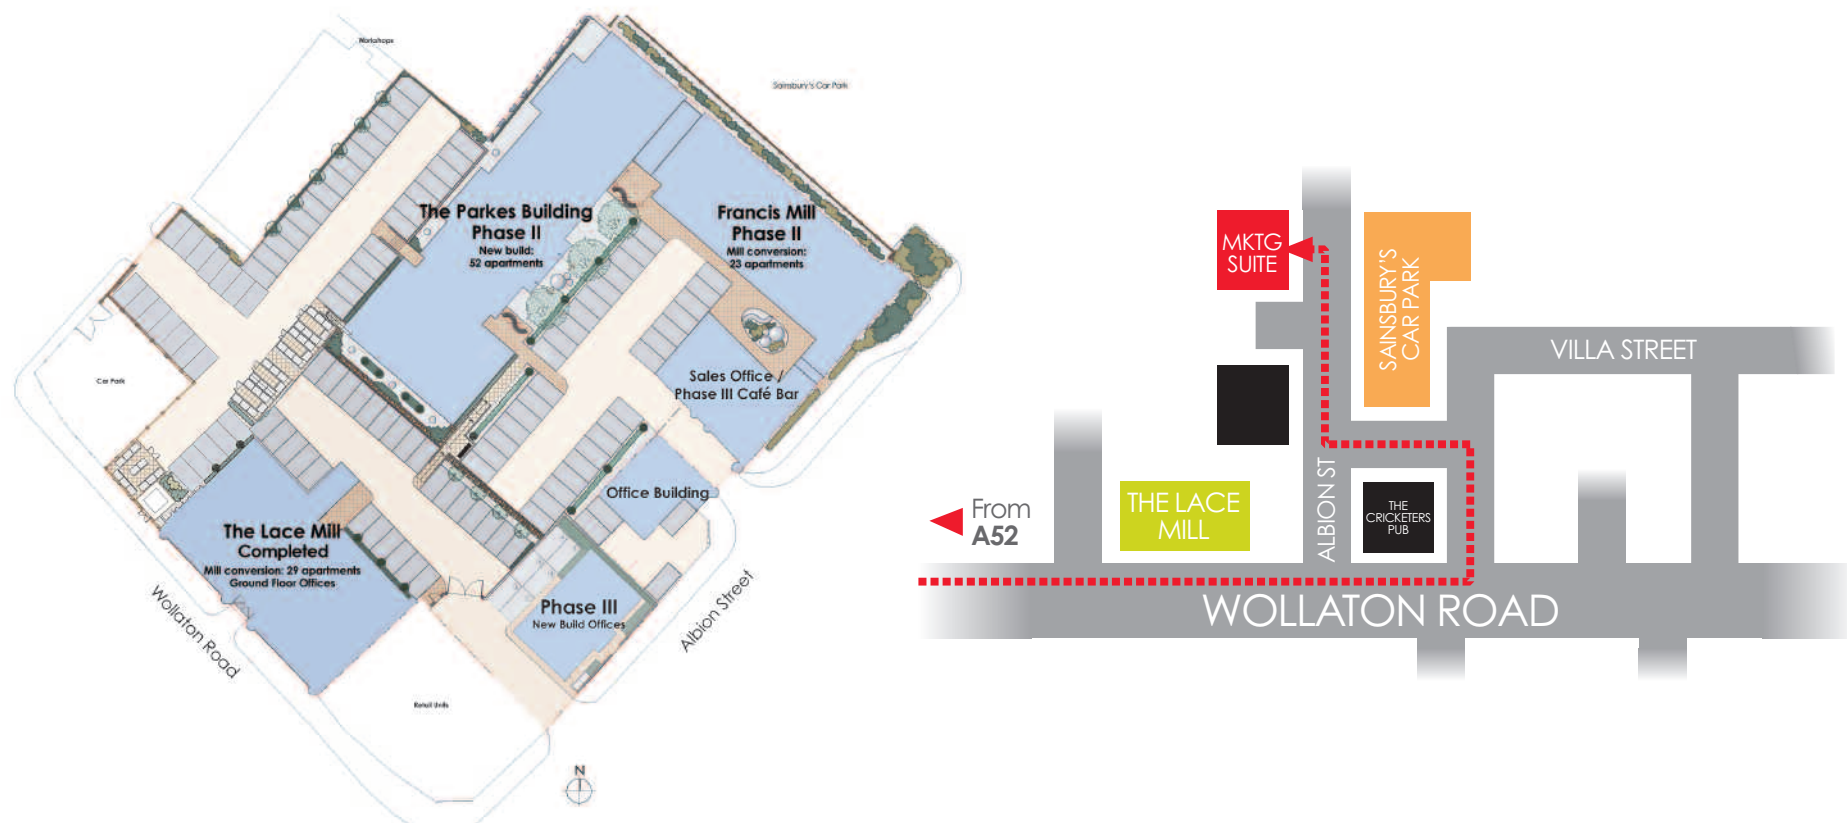 Workshops
Sainsbury's Car Park
The Parkes Building
Phase II
New build:
52 apartments
Francis Mill
Phase II
Mill conversion:
23 apartments
Car Park
Sales Office /
Phase III Café Bar
Office Building
The Lace Mill
Completed
Mill conversion: 29 apartments
Ground Floor Offices
Phase III
New Build Offices
Wollaton Road
Albion Street
Retail Units
N
MKTG
SUITE
SAINSBURY'S
CAR PARK
VILLA STREET
From
A52
THE LACE
MILL
ALBION ST
THE
CRICKETERS
PUB
WOLLATON ROAD